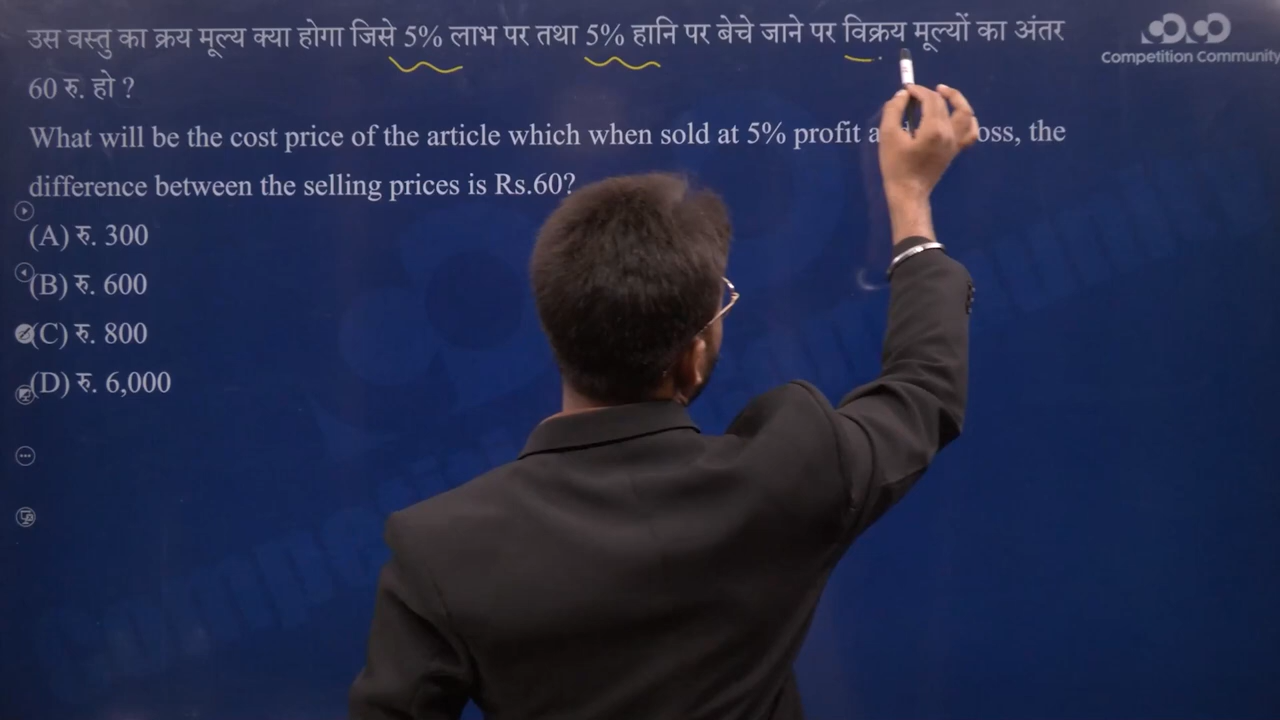 उस वस्तु का क्रय मूल्य क्या होगा जिसे 5% लाभ पर तथा 5% हानि पर बेचे जाने पर विक्रय मूल्यों का अंतर
60 रु. हो ?
What will be the cost price of the article which when sold at 5% profit oss, the
difference between the selling prices is Rs.60?
(A) रु. 300
(B) रु. 600
(C) रु. 800
(D) रु. 6,000
Competition Community